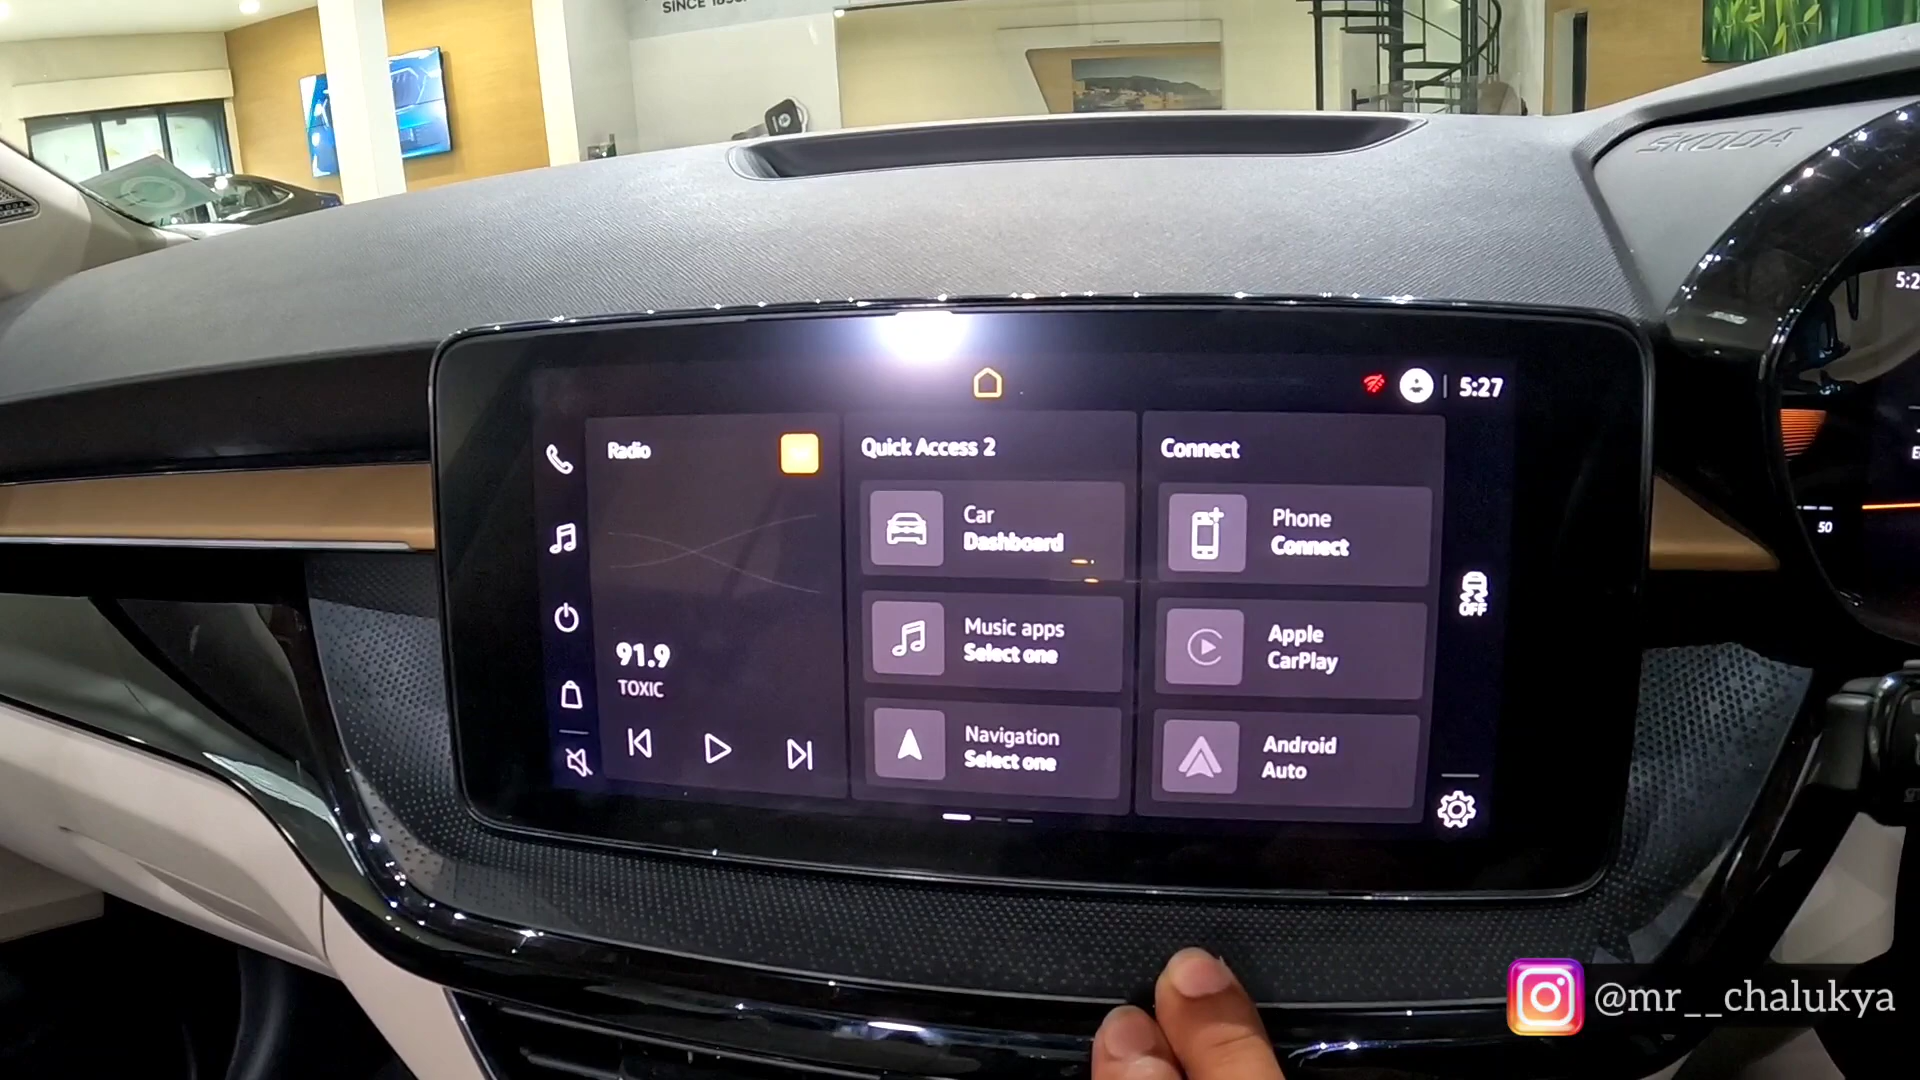 SINCE
ŠKODA
5:27
Radio
Quick Access 2
Connect
Car
Dashboard
Phone
Connect
OFF
50
Music apps
Select one
Apple
CarPlay
91.9
TOXIC
Navigation
Select one
Android
Auto
@mr__chalukya